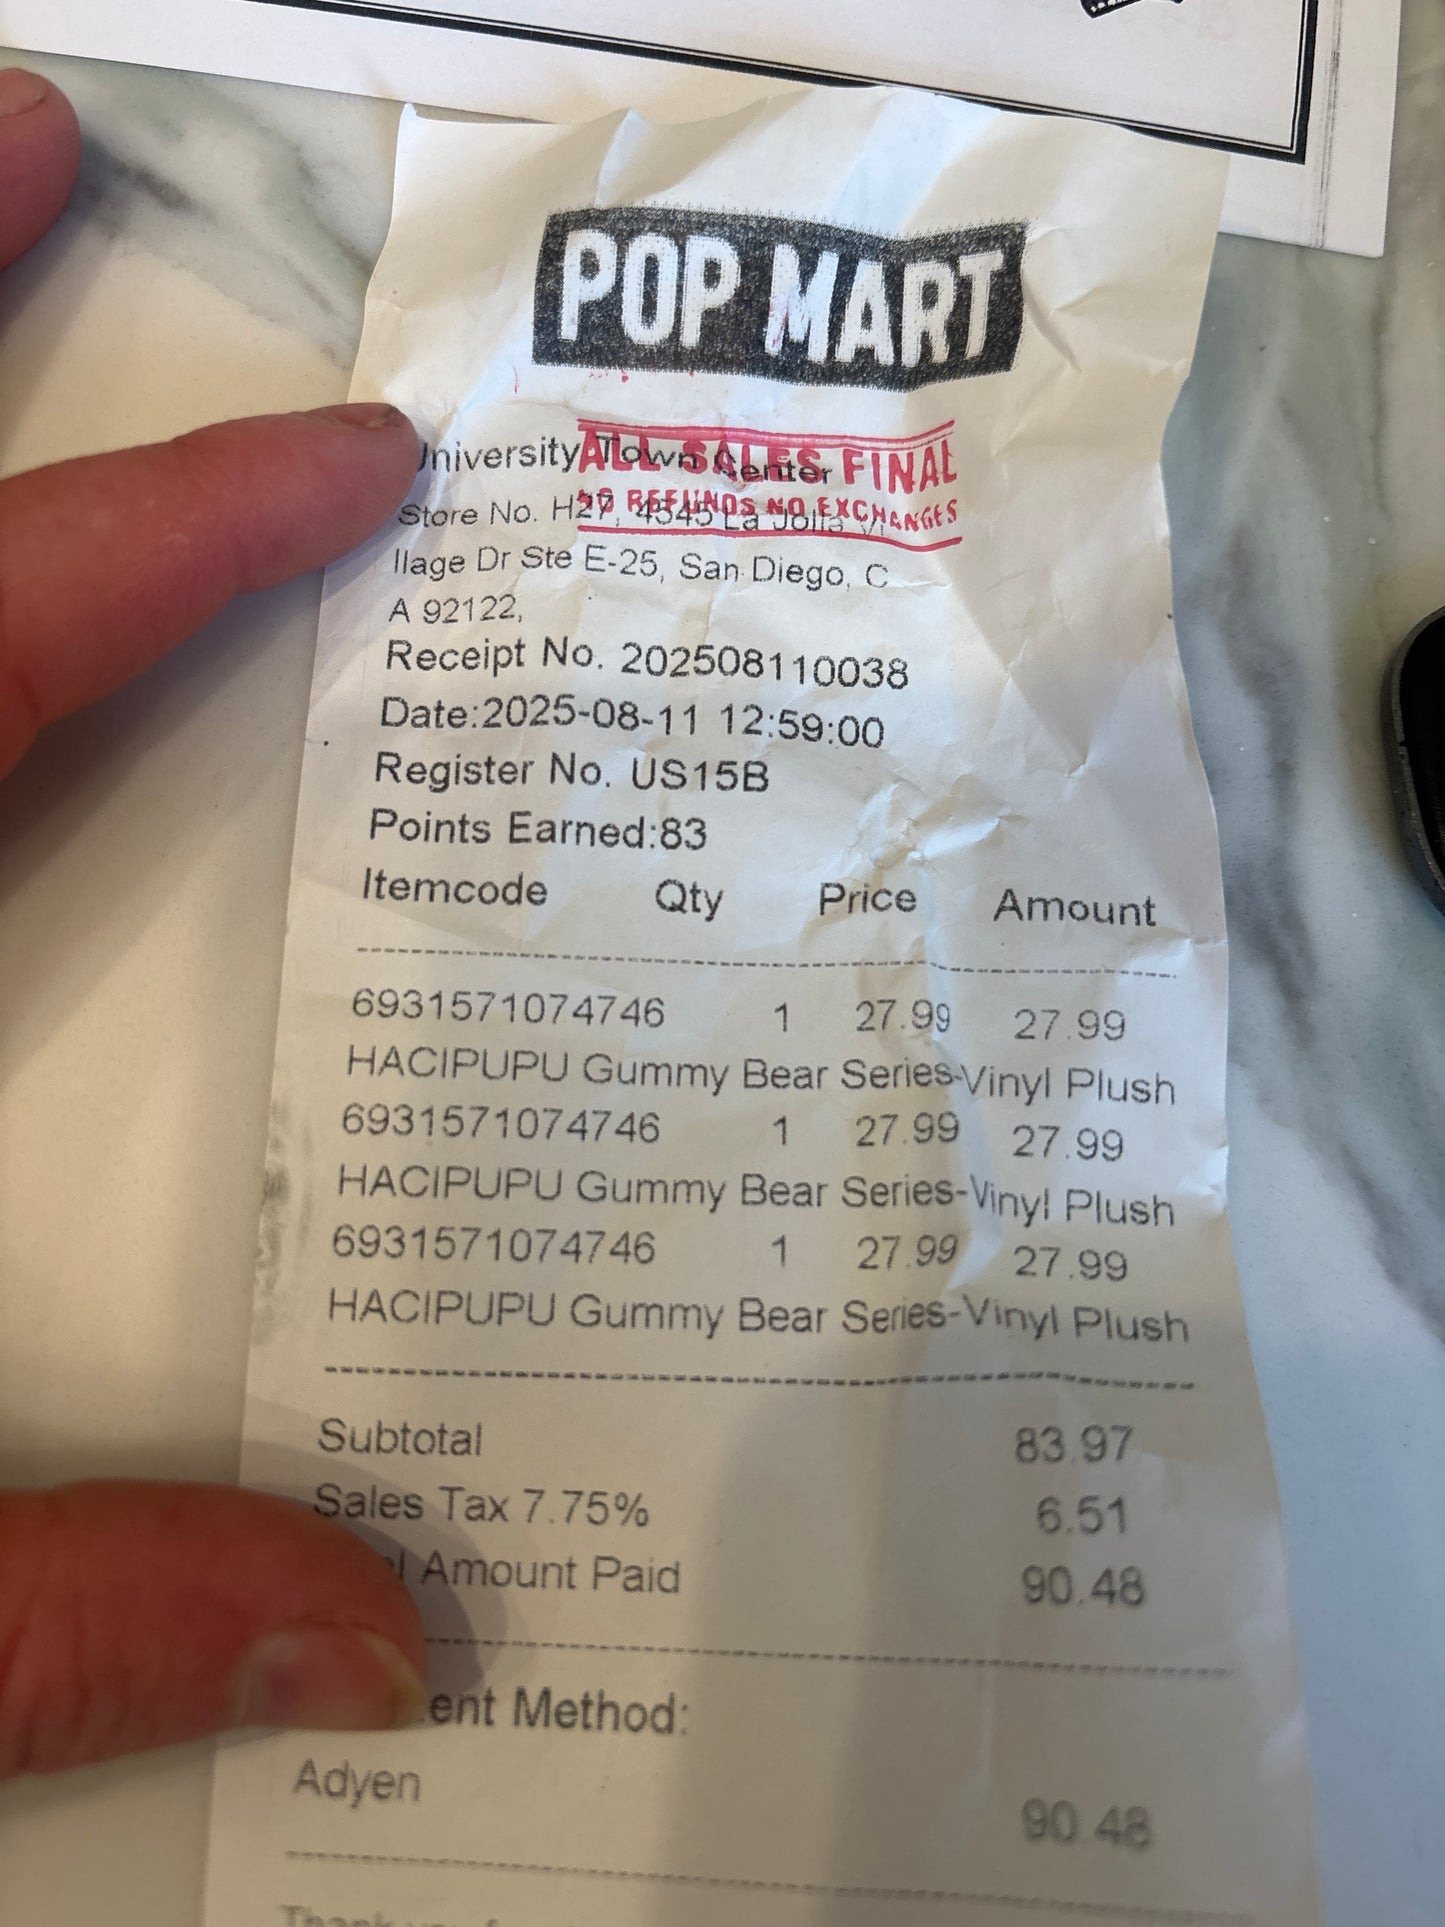 POP MART
University Town Center
ALL SALES FINAL
NO REFUNDS NO EXCHANGES
Store No. H27, 4545 La Jolla Vi
llage Dr Ste E-25, San Diego, C
A 92122,
Receipt No. 202508110038
Date:2025-08-11 12:59:00
Register No. US15B
Points Earned:83
Itemcode Qty Price Amount
6931571074746 1 27.99 27.99
HACIPUPU Gummy Bear Series-Vinyl Plush
6931571074746 1 27.99 27.99
HACIPUPU Gummy Bear Series-Vinyl Plush
6931571074746 1 27.99 27.99
HACIPUPU Gummy Bear Series-Vinyl Plush
Subtotal 83.97
Sales Tax 7.75% 6.51
Amount Paid 90.48
Method:
Adyen
90.48